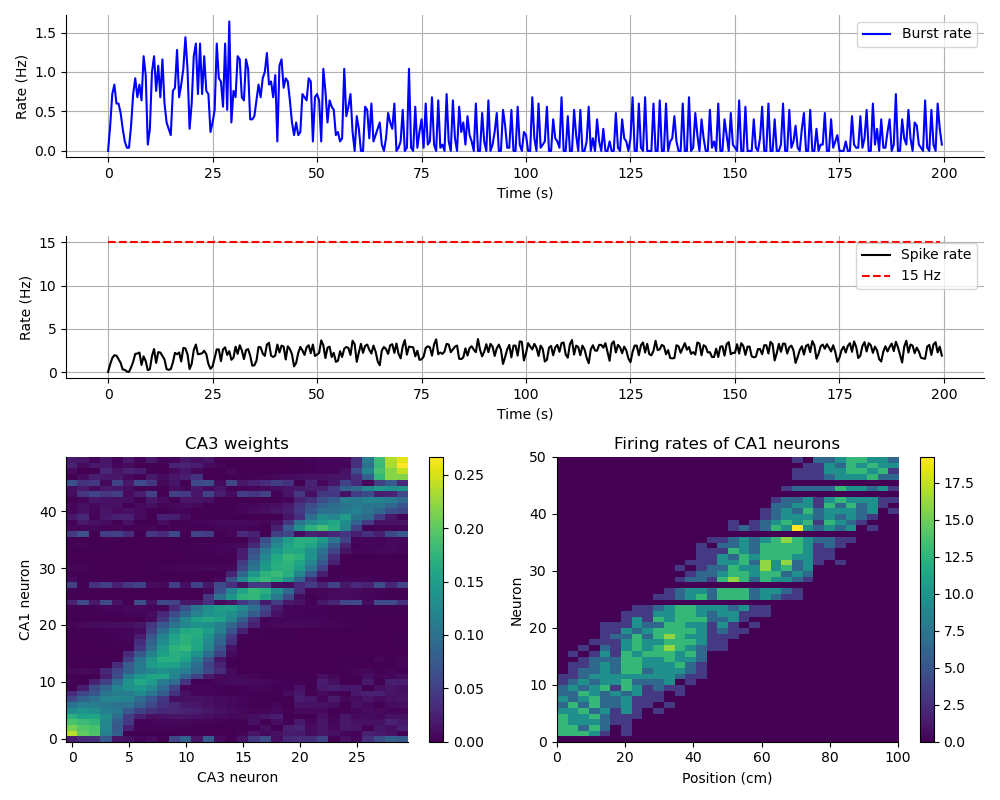 1.5
1.0
0.5
0.0
Rate (Hz)
Burst rate
0 25 50 75 100 125 150 175 200
Time (s)
15
10
5
0
Rate (Hz)
Spike rate
15 Hz
0 25 50 75 100 125 150 175 200
Time (s)
CA3 weights
40
30
20
10
0
CA1 neuron
0 5 10 15 20 25
CA3 neuron
0.25
0.20
0.15
0.10
0.05
0.00
Firing rates of CA1 neurons
50
40
30
20
10
0
Neuron
0 20 40 60 80 100
Position (cm)
17.5
15.0
12.5
10.0
7.5
5.0
2.5
0.0